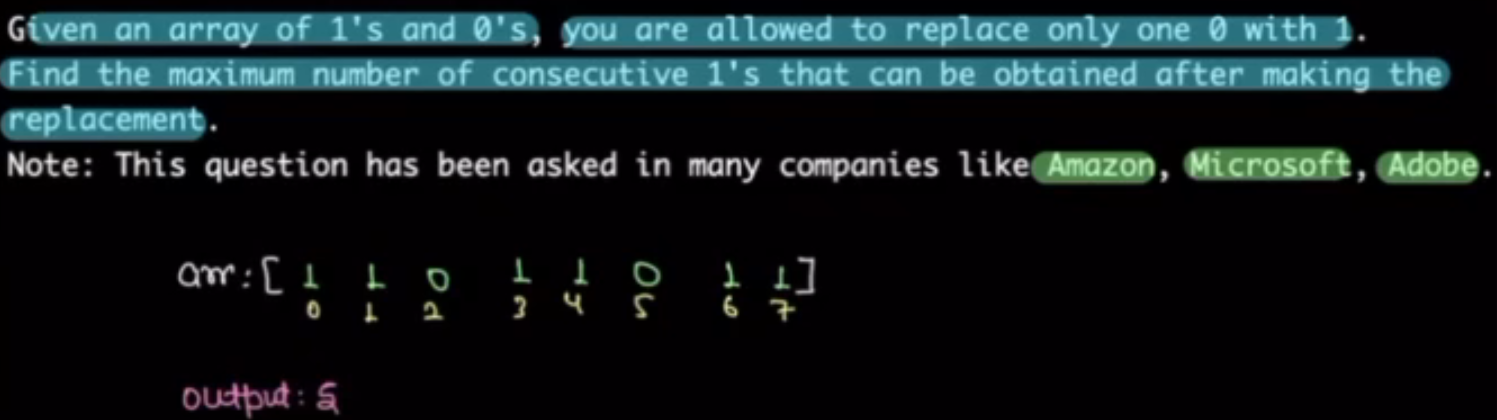 Given an array of 1's and 0's, you are allowed to replace only one 0 with 1.
Find the maximum number of consecutive 1's that can be obtained after making the
replacement.
Note: This question has been asked in many companies like Amazon, Microsoft, Adobe.
arr:[ 1 1 0 1 1 0 1 1]
0 1 2 3 4 5 6 7
output: 5